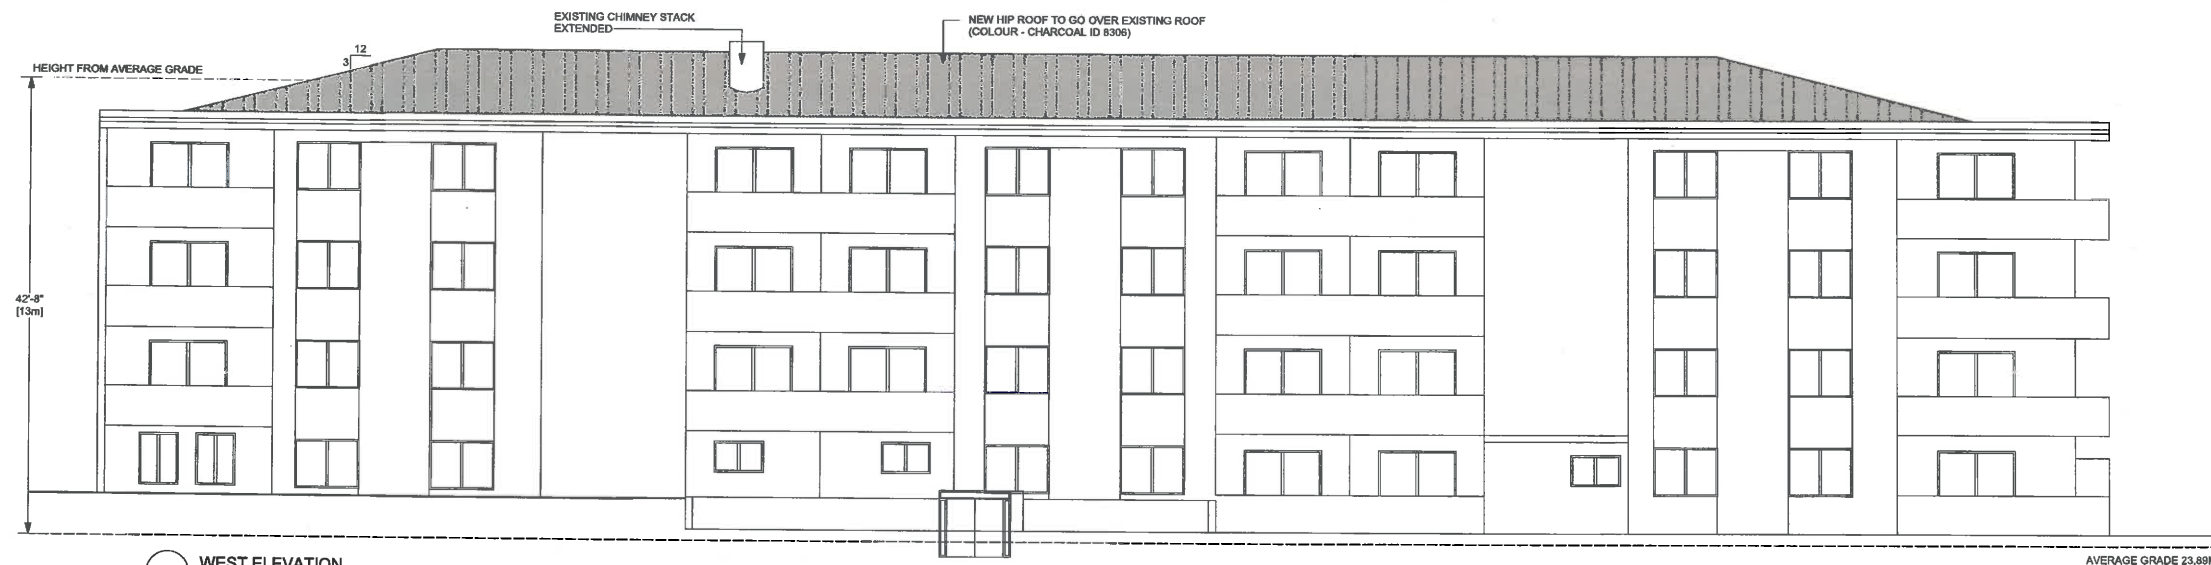 EXISTING CHIMNEY STACK
EXTENDED
NEW HIP ROOF TO GO OVER EXISTING ROOF
(COLOUR - CHARCOAL ID 8306)
12
3
HEIGHT FROM AVERAGE GRADE
42'-8"
[13m]
WEST ELEVATION
AVERAGE GRADE 23.89